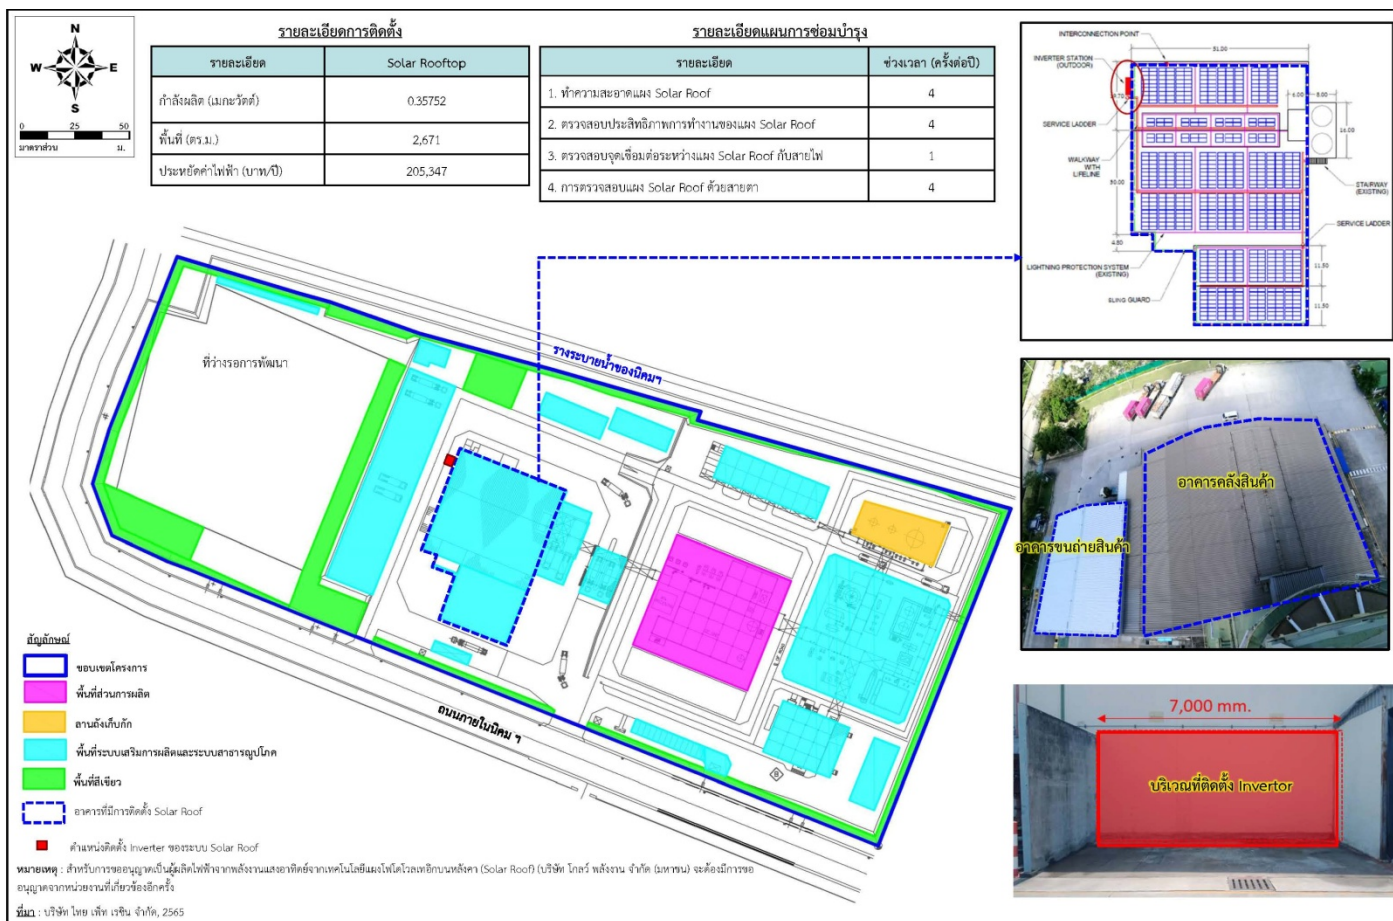 N
W
E
S
0 25 50
มาตราส่วน ม.
รายละเอียดการติดตั้ง
รายละเอียด Solar Rooftop
กำลังผลิต (เมกะวัตต์) 0.35752
พื้นที่ (ตร.ม.) 2,671
ประหยัดค่าไฟฟ้า (บาท/ปี) 205,347
รายละเอียดแผนการซ่อมบำรุง
รายละเอียด ช่วงเวลา (ครั้งต่อปี)
1. ทำความสะอาดแผง Solar Roof 4
2. ตรวจสอบประสิทธิภาพการทำงานของแผง Solar Roof 4
3. ตรวจสอบจุดเชื่อมต่อระหว่างแผง Solar Roof กับสายไฟ 1
4. การตรวจสอบแผง Solar Roof ด้วยสายตา 4
INTERCONNECTION POINT
51.00
INVERTER STATION
(OUTDOOR)
6.00
8.00
SERVICE LADDER
16.00
WALKWAY
WITH
LIFELINE
30.00
STAIRWAY
(EXISTING)
SERVICE LADDER
4.50
LIGHTNING PROTECTION SYSTEM
(EXISTING)
11.50
SLING GUARD
11.50
ที่ว่างรอการพัฒนา
รางระบายน้ำของนิคมฯ
ถนนภายในนิคม ฯ
อาคารคลังสินค้า
อาคารขนถ่ายสินค้า
7,000 mm.
บริเวณที่ติดตั้ง Invertor
สัญลักษณ์
ขอบเขตโครงการ
พื้นที่ส่วนการผลิต
ลานถังเก็บกัก
พื้นที่ระบบเสริมการผลิตและระบบสาธารณูปโภค
พื้นที่สีเขียว
อาคารที่มีการติดตั้ง Solar Roof
ตำแหน่งติดตั้ง Inverter ของระบบ Solar Roof
หมายเหตุ : สำหรับการขออนุญาตเป็นผู้ผลิตไฟฟ้าจากพลังงานแสงอาทิตย์จากเทคโนโลยีแผงโฟโตโวลเทอิกบนหลังคา (Solar Roof) (บริษัท โกลว์ พลังงาน จำกัด (มหาชน) จะต้องมีการขอ
อนุญาตจากหน่วยงานที่เกี่ยวข้องอีกครั้ง
ที่มา : บริษัท ไทย เพ็ท เรซิน จำกัด, 2565